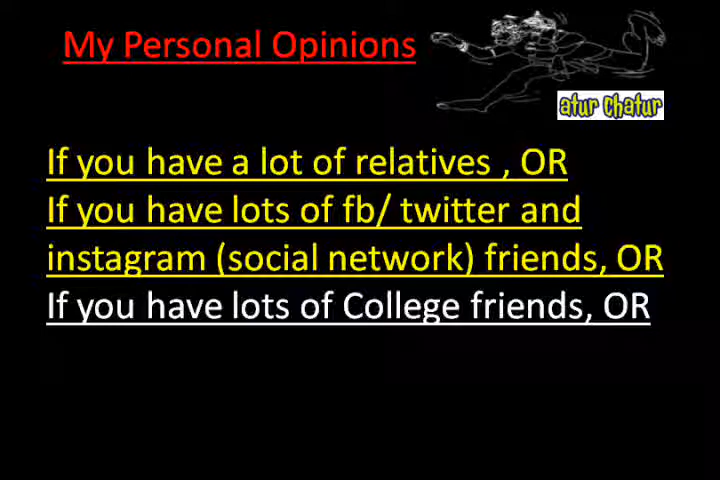 My Personal Opinions
atur chatur
If you have a lot of relatives , OR
If you have lots of fb/ twitter and
instagram (social network) friends, OR
If you have lots of College friends, OR